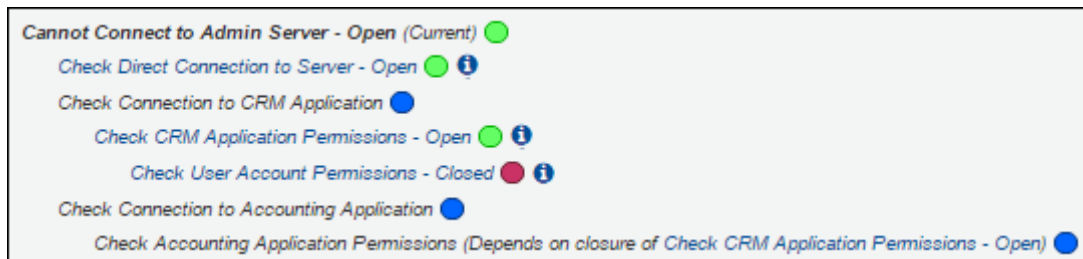 Cannot Connect to Admin Server - Open (Current)
Check Direct Connection to Server - Open
Check Connection to CRM Application
Check CRM Application Permissions - Open
Check User Account Permissions - Closed
Check Connection to Accounting Application
Check Accounting Application Permissions (Depends on closure of Check CRM Application Permissions - Open)